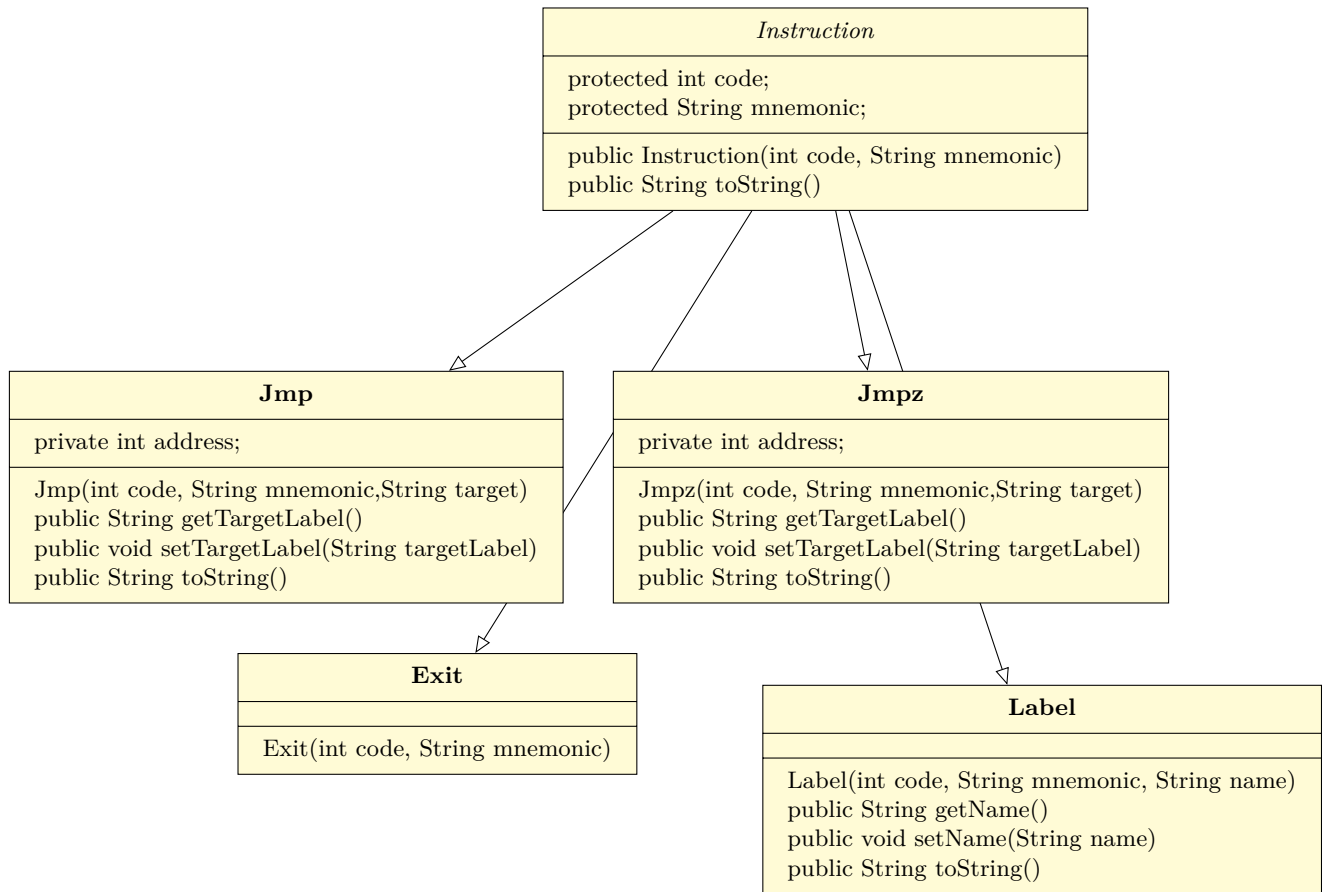 Instruction
protected int code;
protected String mnemonic;
public Instruction(int code, String mnemonic)
public String toString()
Jmp
private int address;
Jmp(int code, String mnemonic,String target)
public String getTargetLabel()
public void setTargetLabel(String targetLabel)
public String toString()
Jmpz
private int address;
Jmpz(int code, String mnemonic,String target)
public String getTargetLabel()
public void setTargetLabel(String targetLabel)
public String toString()
Exit
Exit(int code, String mnemonic)
Label
Label(int code, String mnemonic, String name)
public String getName()
public void setName(String name)
public String toString()